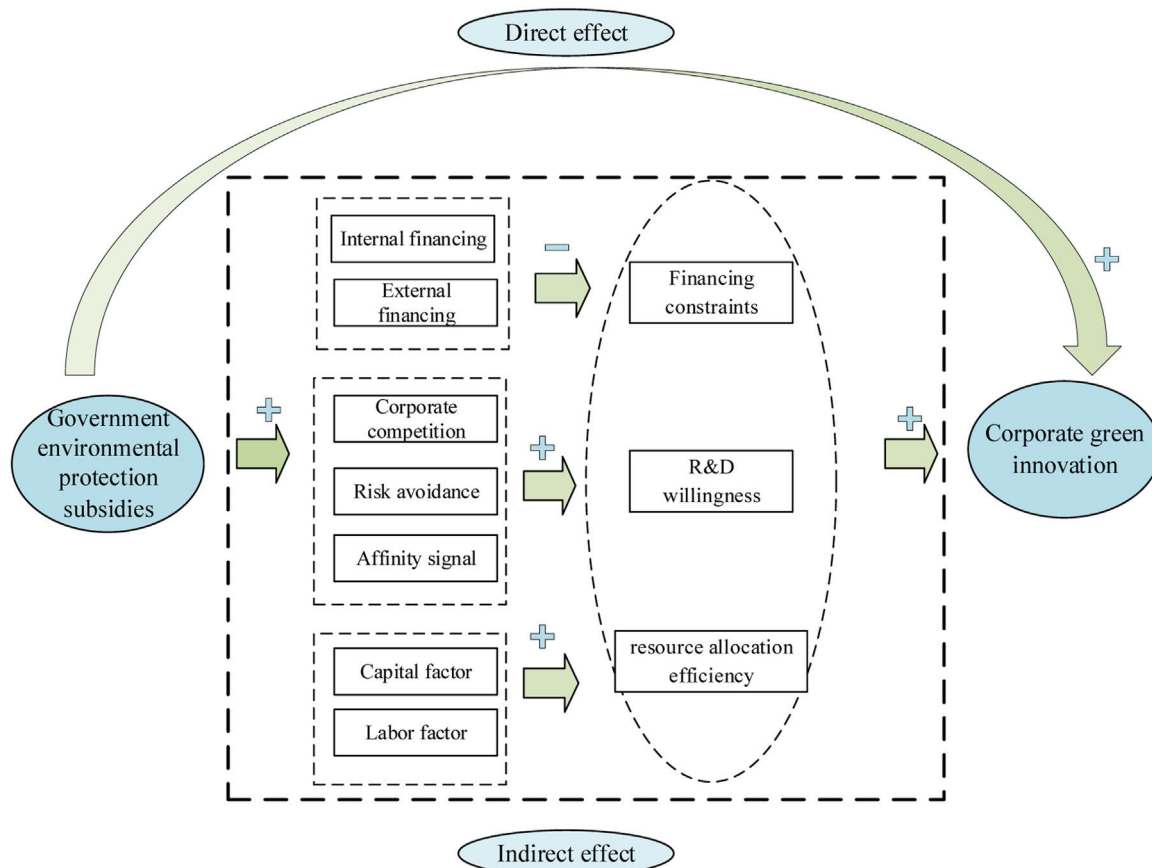 Direct effect
Internal financing
External
financing
Financing
constraints
Government
environmental
protection
subsidies
Corporate
competition
Risk avoidance
Affinity signal
R&D
willingness
Corporate green
innovation
Capital factor
Labor factor
resource allocation
efficiency
Indirect effect